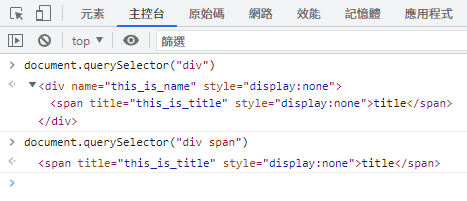 元素 主控台 原始碼 網路 效能 記憶體 應用程式
top ▼ 篩選
> document.querySelector("div")
<· ▼<div name="this_is_name" style="display:none">
<span title="this_is_title" style="display:none">title</span>
</div>
> document.querySelector("div span")
<· <span title="this_is_title" style="display:none">title</span>
>